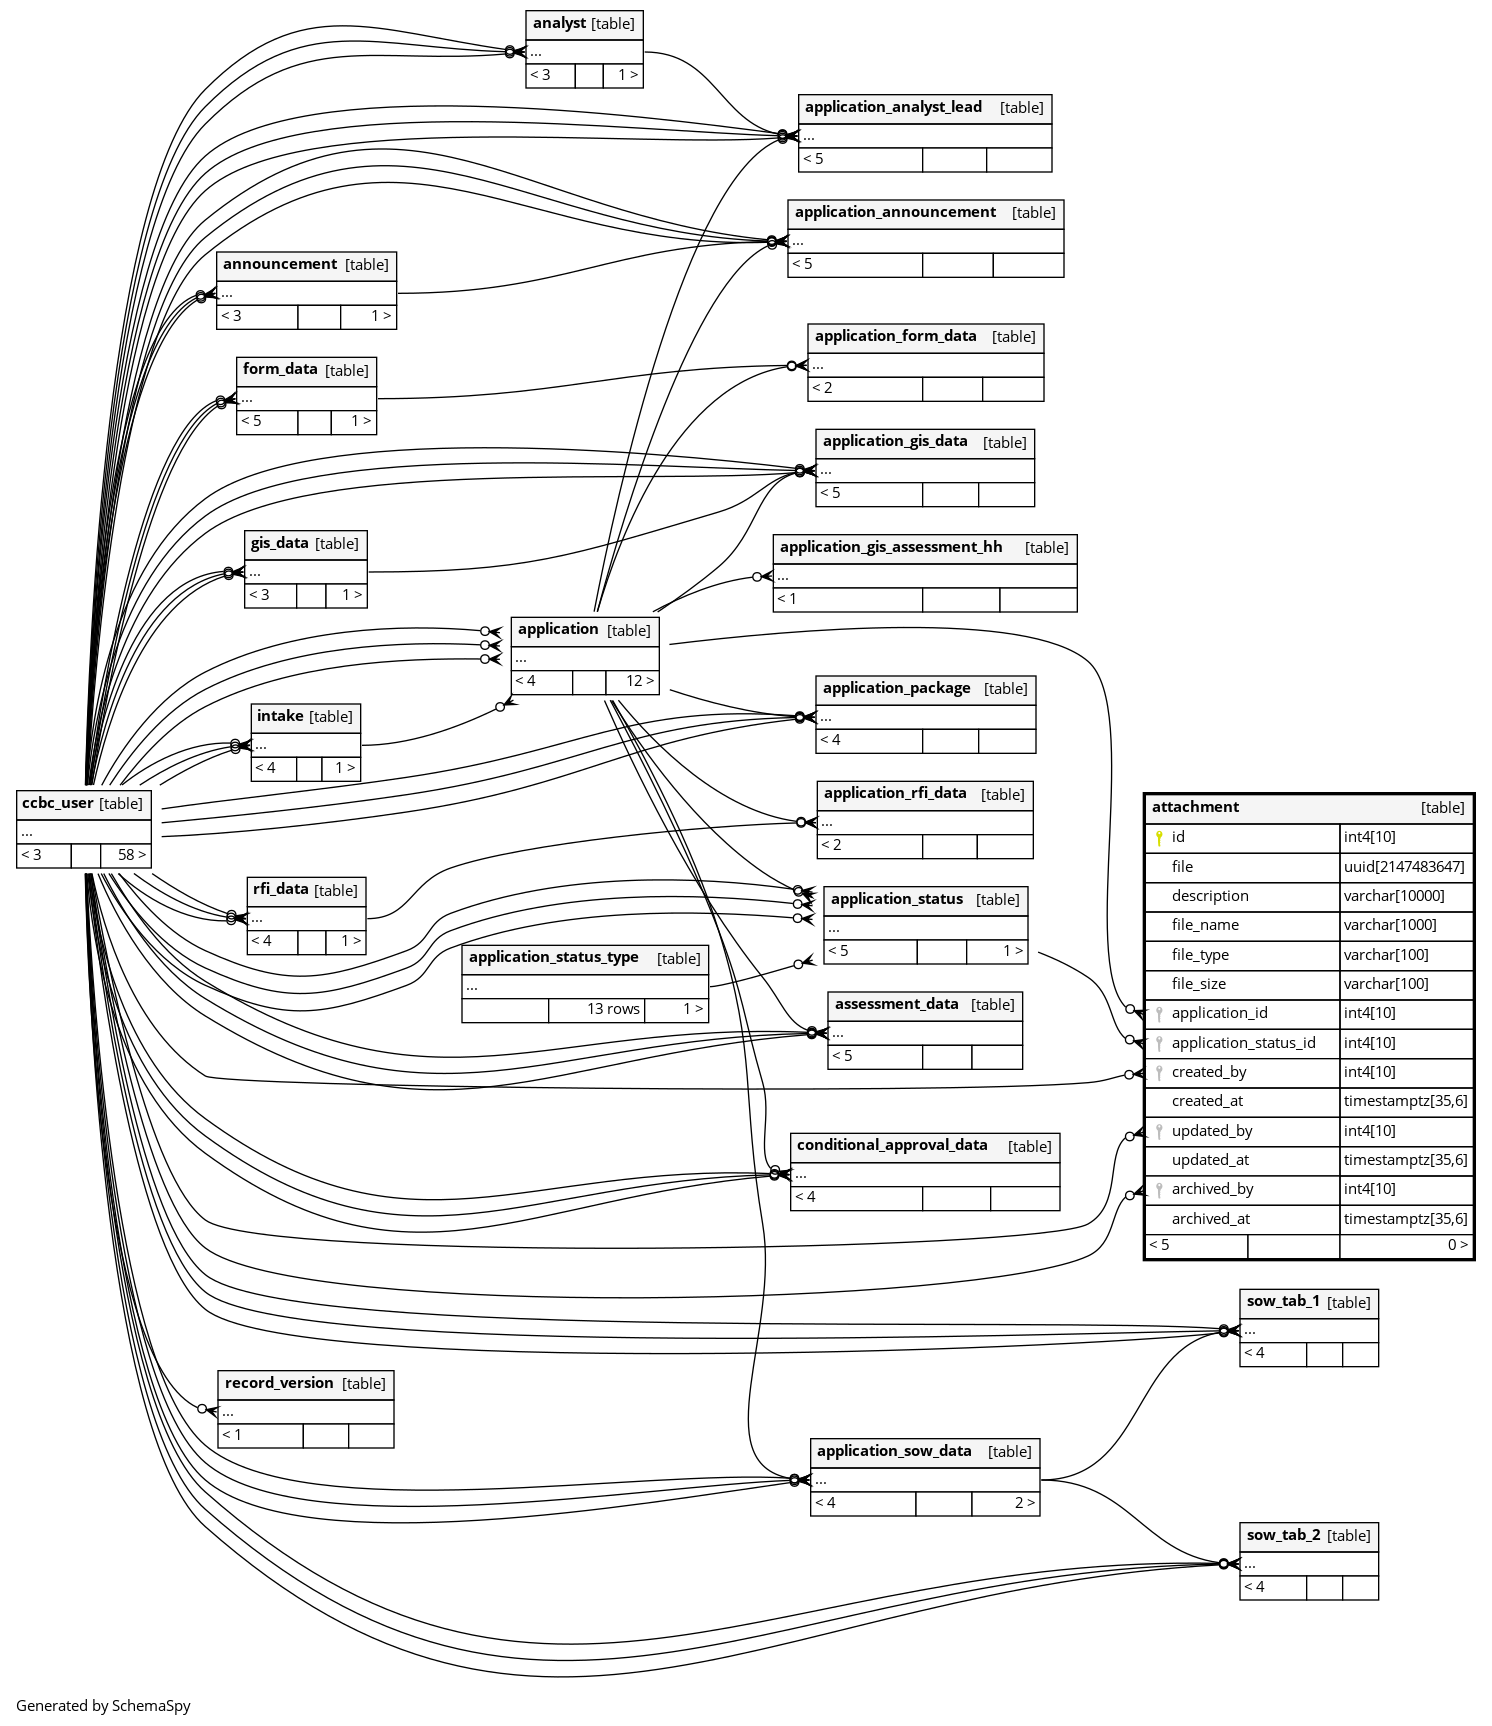 analyst [table]
...
< 3 1 >
application_analyst_lead [table]
...
< 5
application_announcement [table]
...
< 5
announcement [table]
...
< 3 1 >
application_form_data [table]
...
< 2
form_data [table]
...
< 5 1 >
application_gis_data [table]
...
< 5
gis_data [table]
...
< 3 1 >
application_gis_assessment_hh [table]
...
< 1
application [table]
...
< 4 12 >
application_package [table]
...
< 4
intake [table]
...
< 4 1 >
ccbc_user [table]
...
< 3 58 >
application_rfi_data [table]
...
< 2
rfi_data [table]
...
< 4 1 >
application_status [table]
...
< 5 1 >
application_status_type [table]
...
13 rows 1 >
assessment_data [table]
...
< 5
attachment [table]
id int4[10]
file uuid[2147483647]
description varchar[10000]
file_name varchar[1000]
file_type varchar[100]
file_size varchar[100]
application_id int4[10]
application_status_id int4[10]
created_by int4[10]
created_at timestamptz[35,6]
updated_by int4[10]
updated_at timestamptz[35,6]
archived_by int4[10]
archived_at timestamptz[35,6]
< 5 0 >
conditional_approval_data [table]
...
< 4
sow_tab_1 [table]
...
< 4
record_version [table]
...
< 1
application_sow_data [table]
...
< 4 2 >
sow_tab_2 [table]
...
< 4
Generated by SchemaSpy